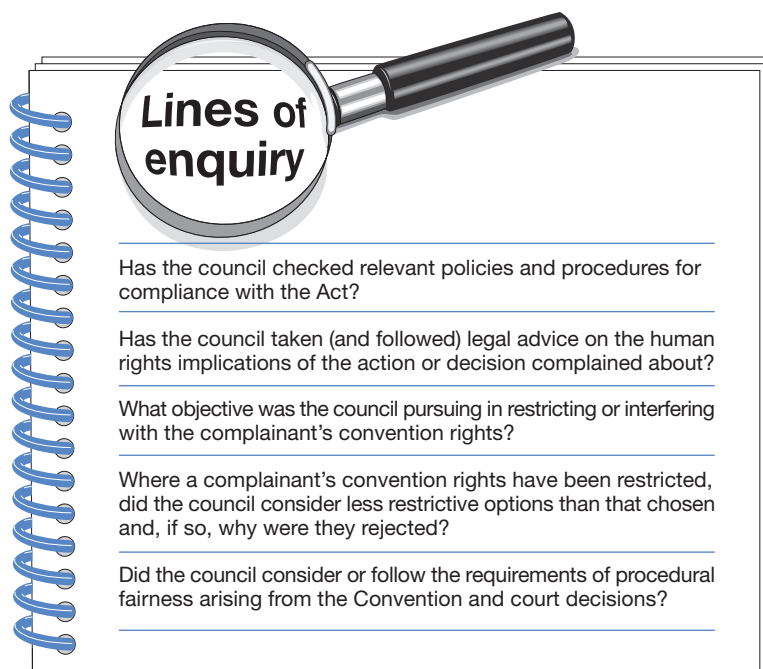 Lines of
enquiry
Has the council checked relevant policies and procedures for
compliance with the Act?
Has the council taken (and followed) legal advice on the human
rights implications of the action or decision complained about?
What objective was the council pursuing in restricting or interfering
with the complainant's convention rights?
Where a complainant's convention rights have been restricted,
did the council consider less restrictive options than that chosen
and, if so, why were they rejected?
Did the council consider or follow the requirements of procedural
fairness arising from the Convention and court decisions?